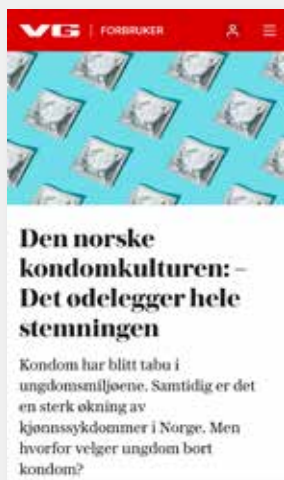 VG FORBRUKER
Den norske
kondomkulturen: –
Det ødelegger hele
stemningen
Kondom har blitt tabu i
ungdomsmiljøene. Samtidig er det
en sterk økning av
kjønnssykdommer i Norge. Men
hvorfor velger ungdom bort
kondom?